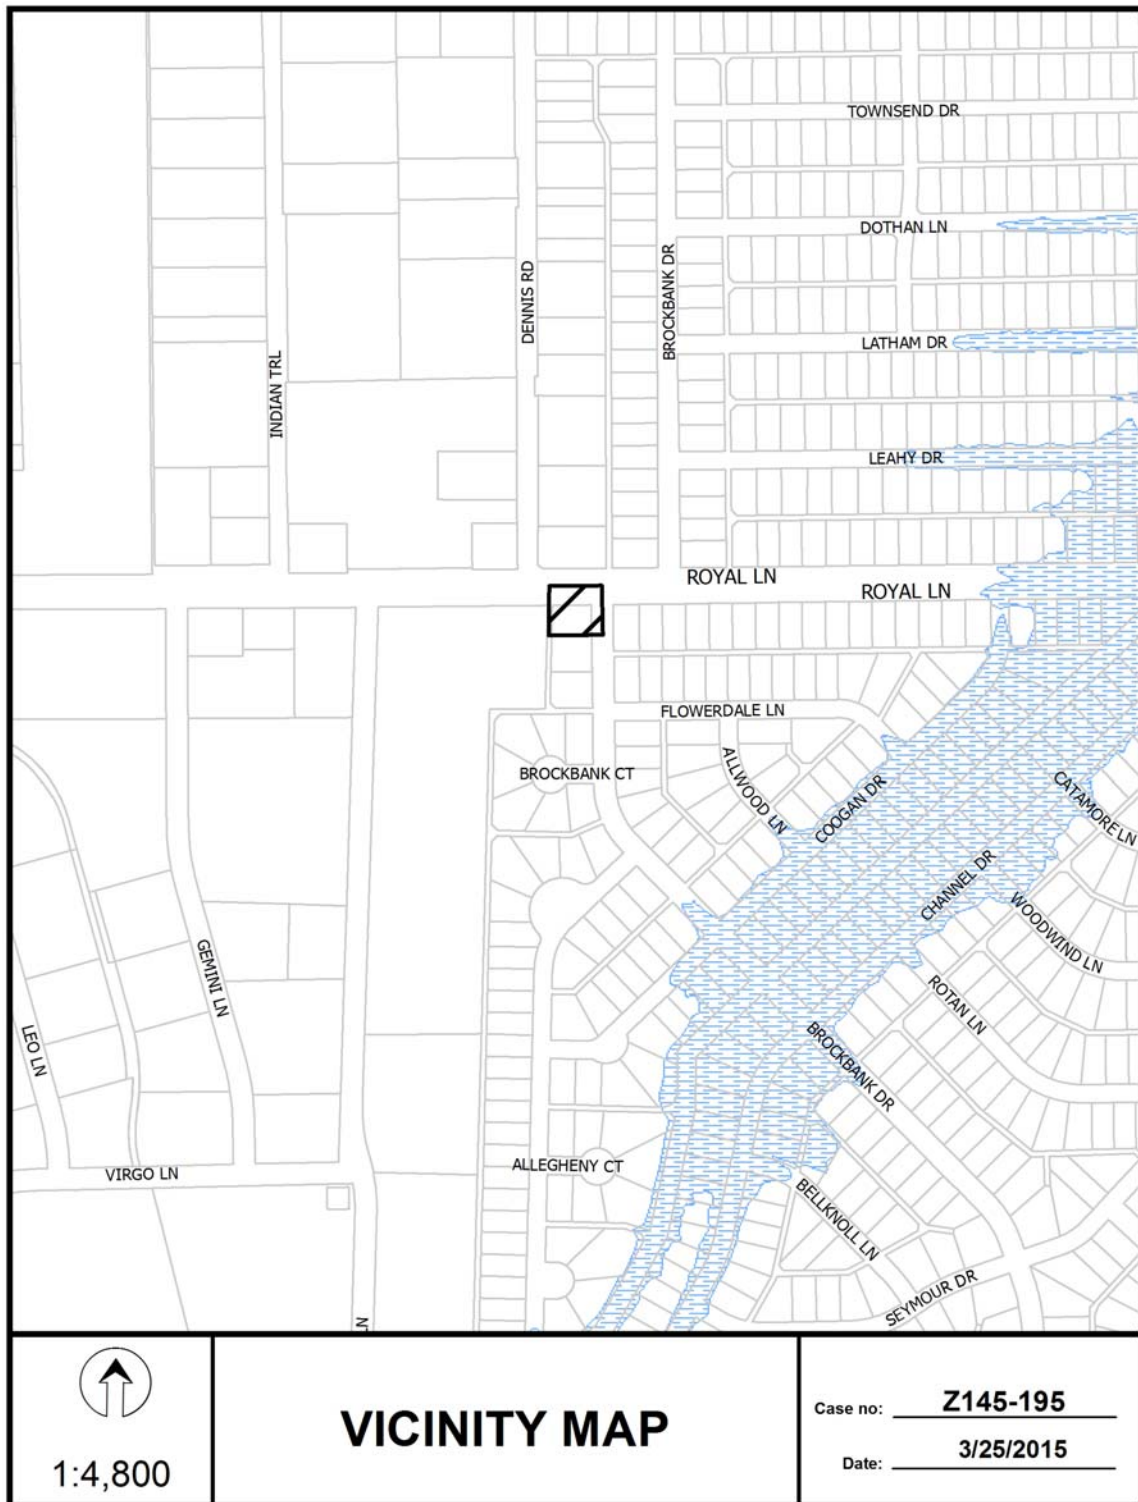 TOWNSEND DR
DOTHAN LN
DENNIS RD
BROCKBANK DR
LATHAM DR
INDIAN TRL
LEAHY DR
ROYAL LN
ROYAL LN
FLOWERDALE LN
BROCKBANK CT
ALLWOOD LN
COOGAN DR
CATAMORE LN
CHANNEL DR
WOODWIND LN
GEMINI LN
ROTAN LN
LEO LN
BROCKBANK DR
ALLEGHENY CT
VIRGO LN
BELLKNOLL LN
SEYMOUR DR
1:4,800
VICINITY MAP
Case no: Z145-195
Date: 3/25/2015